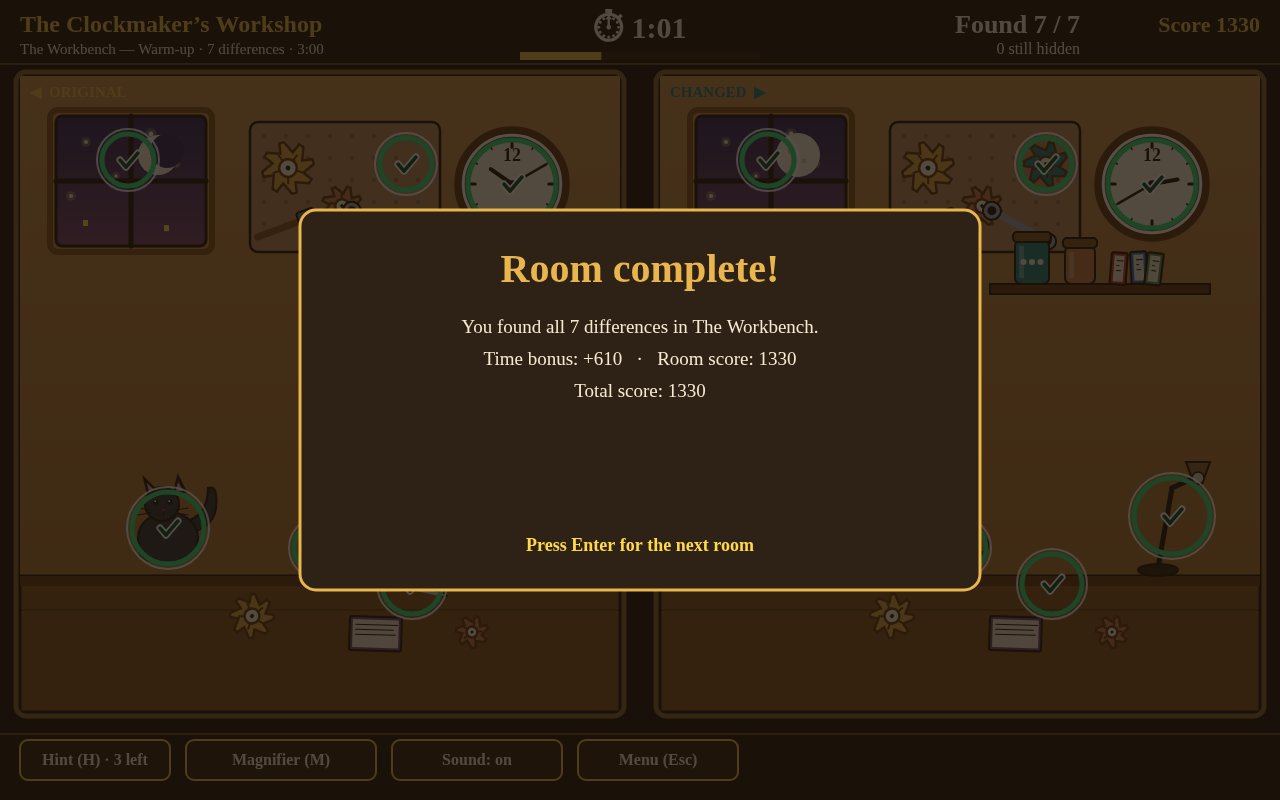 The Clockmaker's Workshop
The Workbench — Warm-up · 7 differences · 3:00
1:01
Found 7 / 7
0 still hidden
Score 1330
◀ ORIGINAL
CHANGED ▶
12
12
Room complete!
You found all 7 differences in The Workbench.
Time bonus: +610 · Room score: 1330
Total score: 1330
Press Enter for the next room
Hint (H) · 3 left
Magnifier (M)
Sound: on
Menu (Esc)